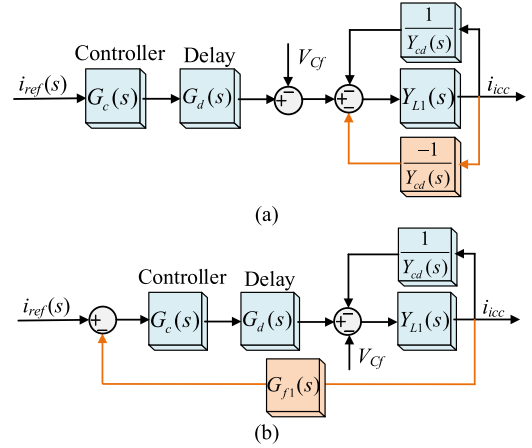 1
Y_cd(s)
Controller Delay
V_Cf
i_ref(s) G_c(s) G_d(s) + − + − − Y_L1(s) i_icc
−1
Y_cd(s)
(a)
1
Y_cd(s)
Controller Delay
i_ref(s) + − G_c(s) G_d(s) + − − Y_L1(s) i_icc
V_Cf
G_f1(s)
(b)